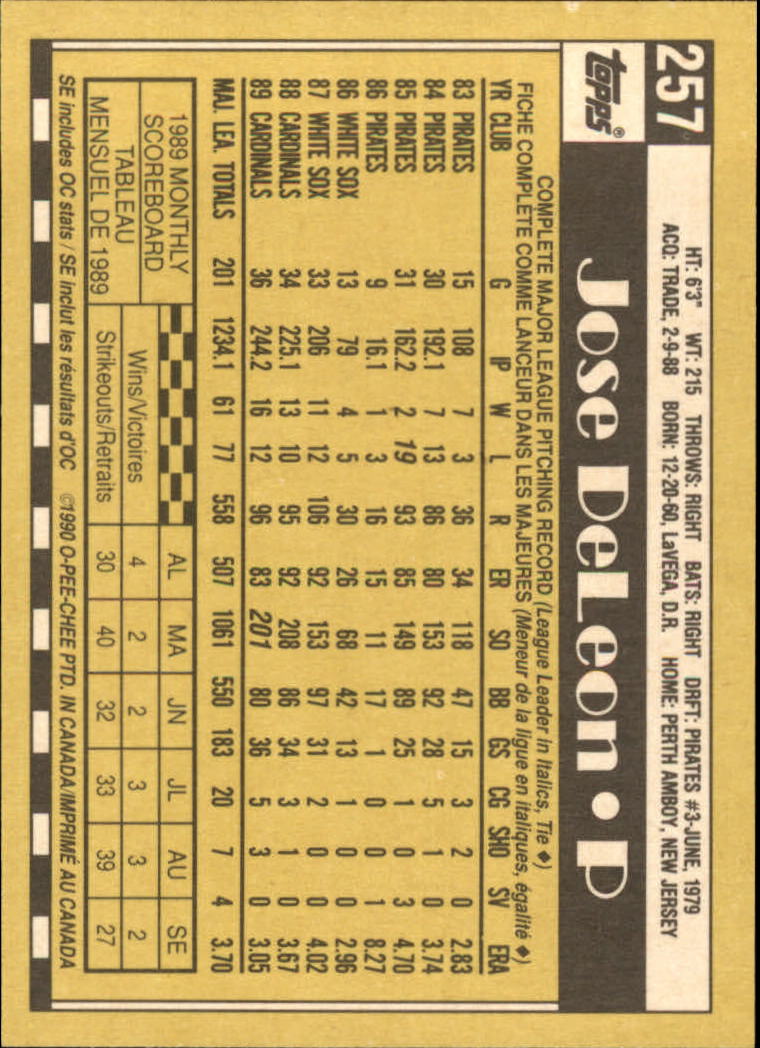 257
HT: 6'3" WT: 215 THROWS: RIGHT BATS: RIGHT DRFT: PIRATES #3-JUNE, 1979
ACQ: TRADE, 2-9-88 BORN: 12-20-60, LaVEGA, D.R. HOME: PERTH AMBOY, NEW JERSEY
topps®
Jose DeLeon • P
COMPLETE MAJOR LEAGUE PITCHING RECORD (League Leader in Italics, Tie ◆)
FICHE COMPLÈTE COMME LANCEUR DANS LES MAJEURES (Meneur de la ligue en italiques, égalité ◆)
YR CLUB G IP W L R ER SO BB GS CG SHO SV ERA
83 PIRATES 15 108 7 3 36 34 118 47 15 3 2 0 2.83
84 PIRATES 30 192.1 7 13 86 80 153 92 28 5 1 0 3.74
85 PIRATES 31 162.2 2 19 93 85 149 89 25 1 0 3 4.70
86 PIRATES 9 16.1 1 3 16 15 11 17 1 0 0 1 8.27
86 WHITE SOX 13 79 4 5 30 26 68 42 13 1 0 0 2.96
87 WHITE SOX 33 206 11 12 106 92 153 97 31 2 0 0 4.02
88 CARDINALS 34 225.1 13 10 95 92 208 86 34 3 1 0 3.67
89 CARDINALS 36 244.2 16 12 96 83 201 80 36 5 3 0 3.05
MAJ. LEA. TOTALS 201 1234.1 61 77 558 507 1061 550 183 20 7 4 3.70
1989 MONTHLY SCOREBOARD
TABLEAU MENSUEL DE 1989
AL MA JN JL AU SE
Wins/Victoires 4 2 2 3 3 2
Strikeouts/Retraits 30 40 32 33 39 27
SE includes OC stats / SE inclut les résultats d'OC ©1990 O-PEE-CHEE PTD. IN CANADA/IMPRIMÉ AU CANADA